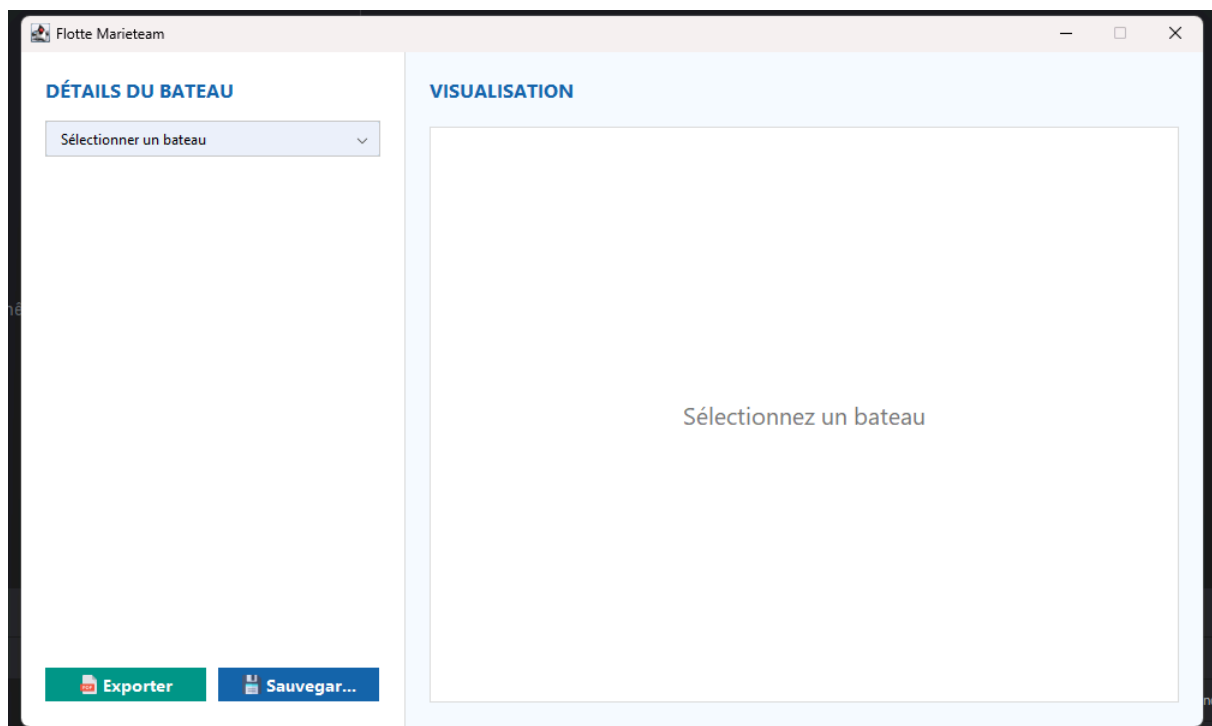 Flotte Marieteam
DÉTAILS DU BATEAU
Sélectionner un bateau
Exporter
Sauvegar...
VISUALISATION
Sélectionnez un bateau